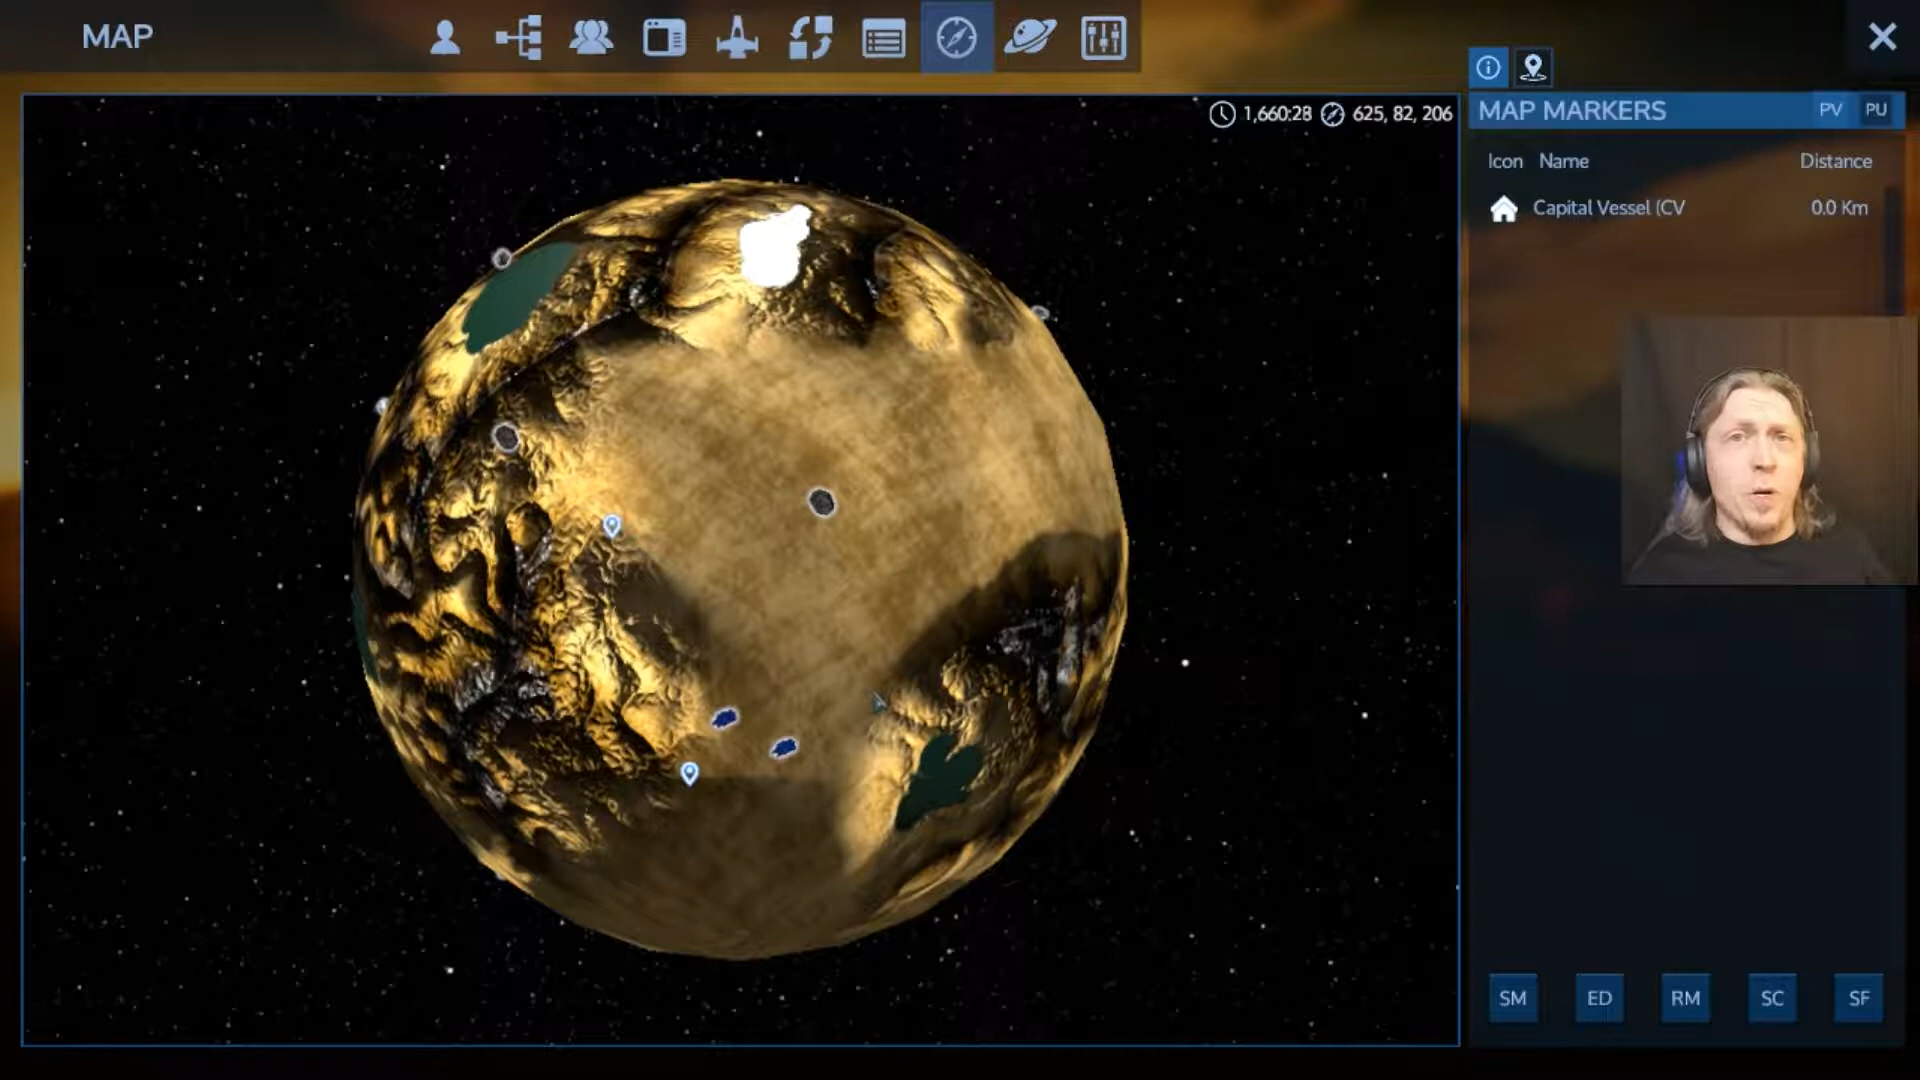 MAP
1,660:28 625, 82, 206
MAP MARKERS PV PU
Icon Name Distance
Capital Vessel (CV 0.0 Km
SM ED RM SC SF